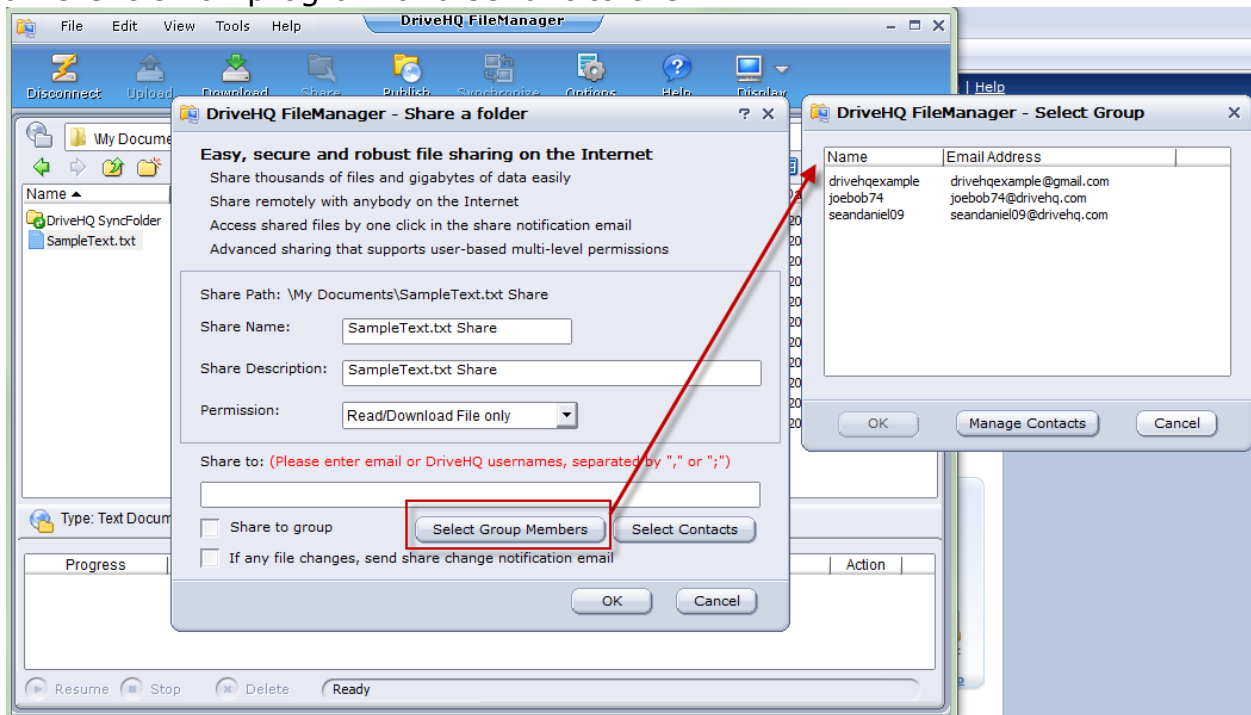 DriveHQ FileManager
File Edit View Tools Help
Disconnect Upload Download Share Publish Synchronize Options Help Display
| Help
\My Docume
Name
DriveHQ SyncFolder
SampleText.txt
Type: Text Docum
Progress
Action
Resume Stop Delete Ready
DriveHQ FileManager - Share a folder
Easy, secure and robust file sharing on the Internet
Share thousands of files and gigabytes of data easily
Share remotely with anybody on the Internet
Access shared files by one click in the share notification email
Advanced sharing that supports user-based multi-level permissions
Share Path: \My Documents\SampleText.txt Share
Share Name: SampleText.txt Share
Share Description: SampleText.txt Share
Permission: Read/Download File only
Share to: (Please enter email or DriveHQ usernames, separated by "," or ";")
Share to group Select Group Members Select Contacts
If any file changes, send share change notification email
OK Cancel
DriveHQ FileManager - Select Group
Name Email Address
drivehqexample drivehqexample@gmail.com
joebob74 joebob74@drivehq.com
seandaniel09 seandaniel09@drivehq.com
OK Manage Contacts Cancel